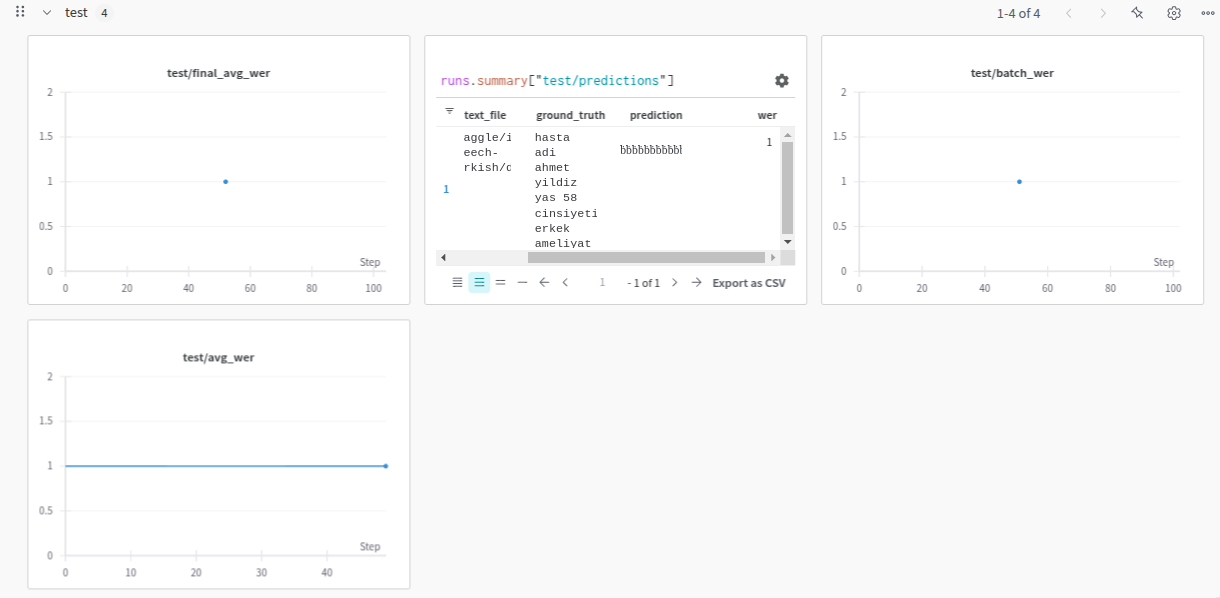 test 4
1-4 of 4
test/final_avg_wer
2
1.5
1
0.5
0
Step
0 20 40 60 80 100
runs.summary["test/predictions"]
text_file ground_truth prediction wer
1
aggle/i
eech-
rkish/c
hasta
adi
ahmet
yildiz
yas 58
cinsiyeti
erkek
ameliyat
1
1 - 1 of 1 Export as CSV
test/batch_wer
2
1.5
1
0.5
0
Step
0 20 40 60 80 100
test/avg_wer
2
1.5
1
0.5
0
Step
0 10 20 30 40